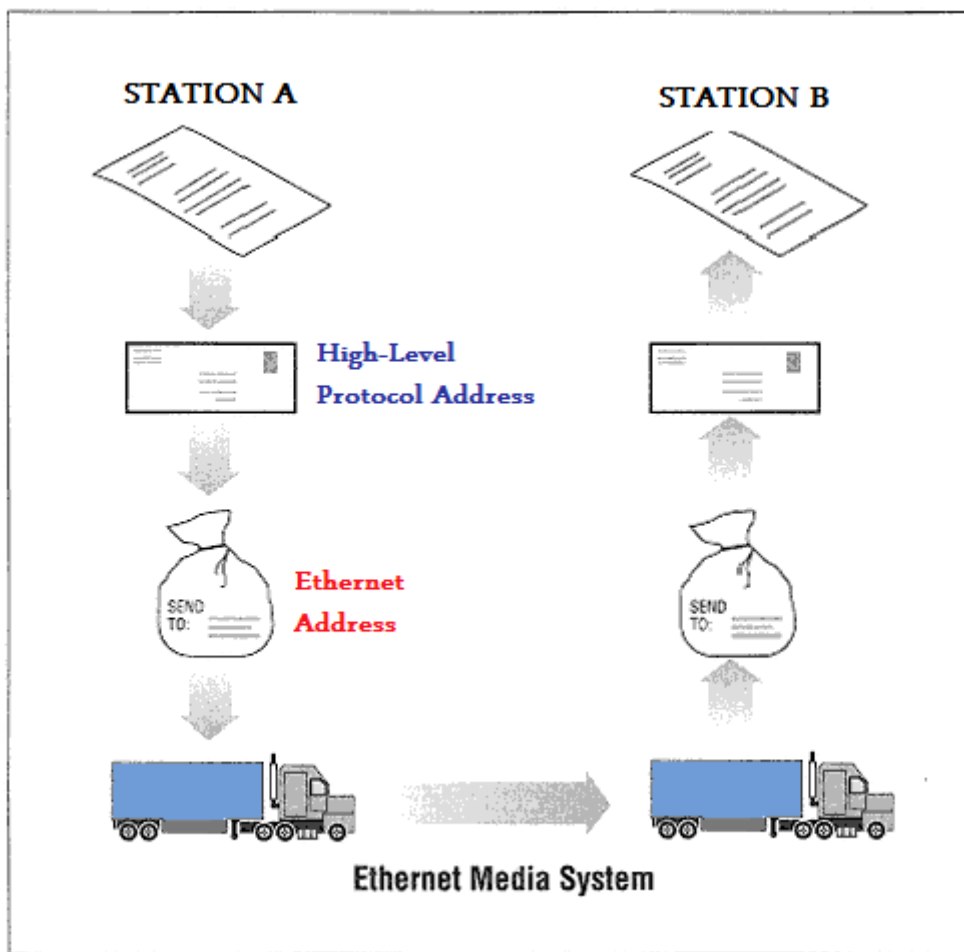 STATION A
STATION B
High-Level
Protocol Address
Ethernet
Address
SEND
TO:
SEND
TO:
Ethernet Media System